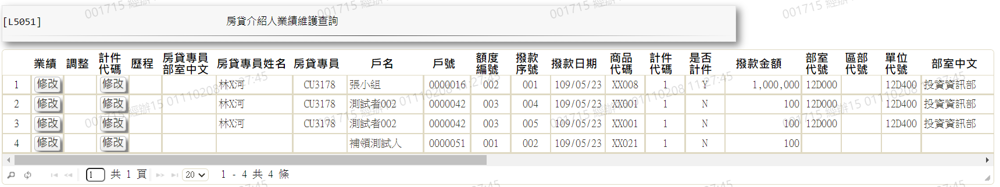 [L5051] 房貸介紹人業績維護查詢
業績 調整 計件代碼 歷程 房貸專員部室中文 房貸專員姓名 房貸專員 戶名 戶號 額度編號 撥款序號 撥款日期 商品代碼 計件代碼 是否計件 撥款金額 部室代號 區部代號 單位代號 部室中文
1 修改 修改 林X河 CU3178 張小組 0000016 002 001 109/05/23 XX008 1 Y 1,000,000 12D000 12D400 投資資訊部
2 修改 修改 林X河 CU3178 測試者002 0000042 003 004 109/05/23 XX001 1 N 100 12D000 12D400 投資資訊部
3 修改 修改 林X河 CU3178 測試者002 0000042 003 005 109/05/23 XX001 1 N 100 12D000 12D400 投資資訊部
4 修改 修改 補領測試人 0000051 001 002 109/05/23 XX021 1 N 100
1 共 1 頁 20 1 - 4 共 4 條
001715 經辦15 01110208 11:27:45